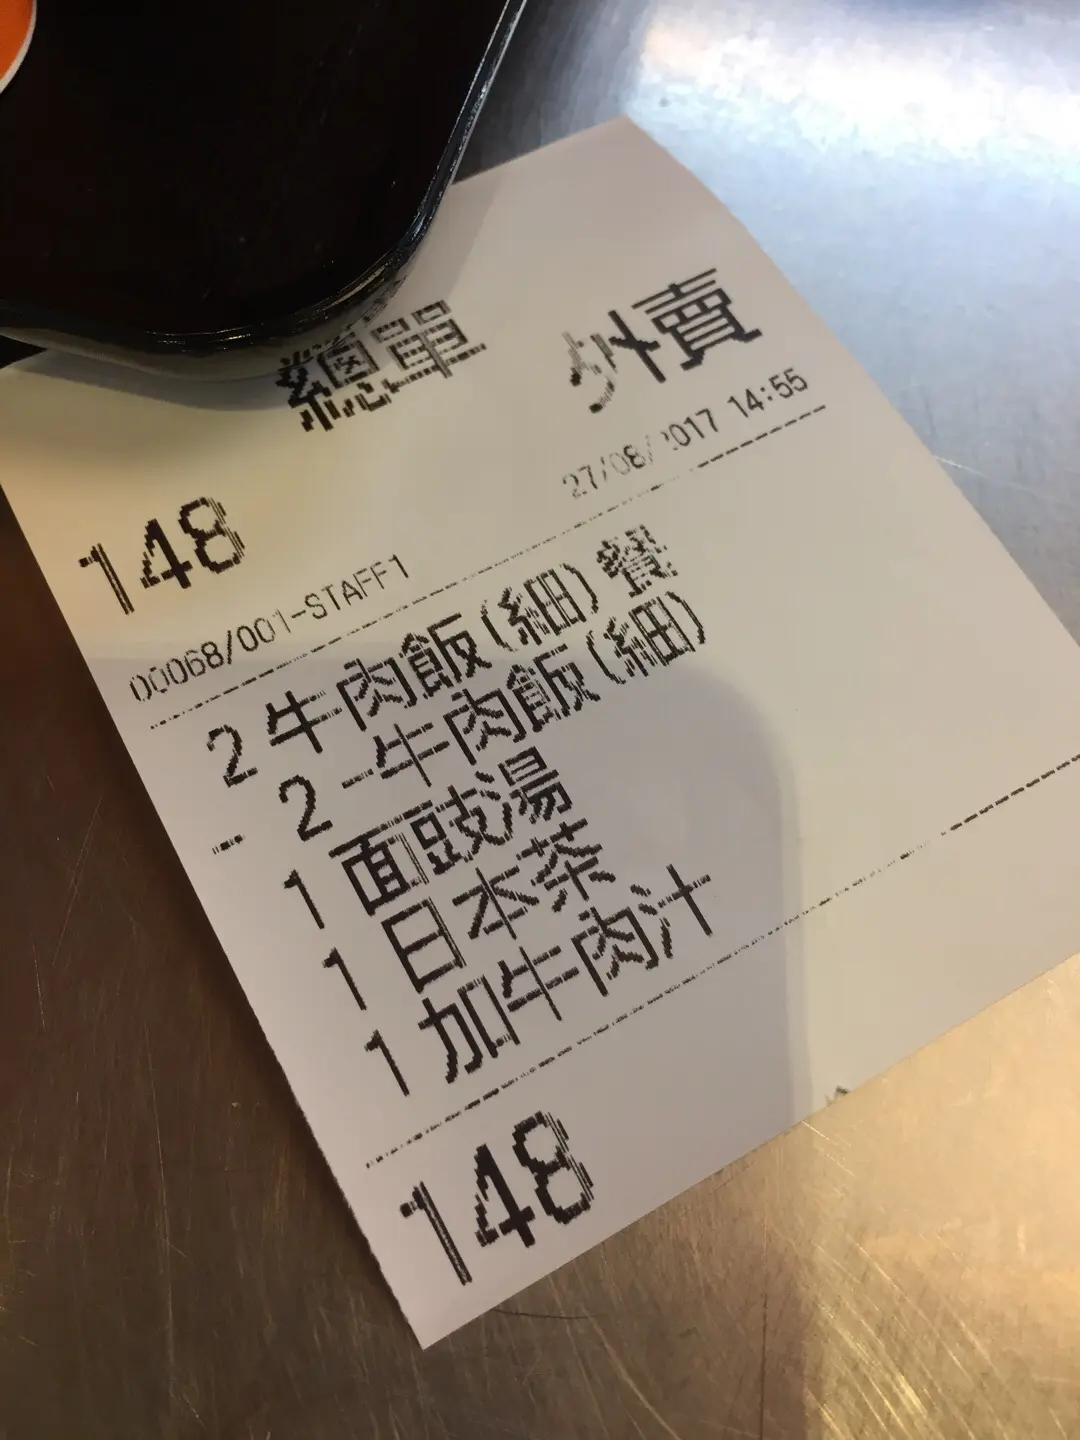 總單 外賣
148 27/08/2017 14:55
00068/001-STAFF1
2 牛肉飯(細) 餐
- 2 -牛肉飯(細)
1 面豉湯
1 日本茶
1 加牛肉汁
148